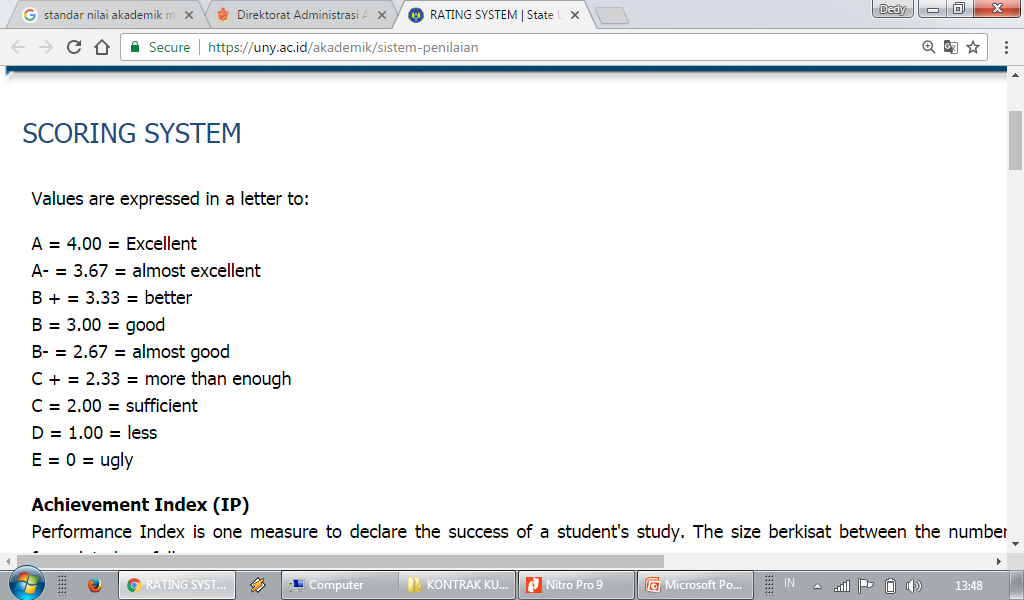 standar nilai akademik m
Direktorat Administrasi A
RATING SYSTEM | State U
Dedy
Secure
https://uny.ac.id/akademik/sistem-penilaian
SCORING SYSTEM
Values are expressed in a letter to:
A = 4.00 = Excellent
A- = 3.67 = almost excellent
B + = 3.33 = better
B = 3.00 = good
B- = 2.67 = almost good
C + = 2.33 = more than enough
C = 2.00 = sufficient
D = 1.00 = less
E = 0 = ugly
Achievement Index (IP)
Performance Index is one measure to declare the success of a student's study. The size berkisat between the number
RATING SYST...
Computer
KONTRAK KU...
Nitro Pro 9
Microsoft Po...
IN
13:48